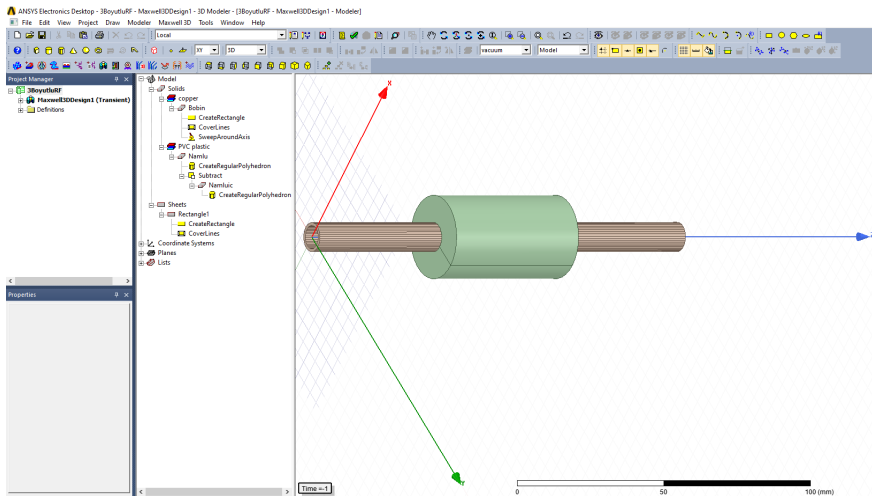 ANSYS Electronics Desktop - 3BoyutluRF - Maxwell3DDesign1 - 3D Modeler - [3BoyutluRF - Maxwell3DDesign1 - Modeler]
File Edit View Project Draw Modeler Maxwell 3D Tools Window Help
Local
XY 3D vacuum Model
Project Manager
3BoyutluRF
Maxwell3DDesign1 (Transient)
Definitions
Properties
Model
Solids
copper
Bobin
CreateRectangle
CoverLines
SweepAroundAxis
PVC plastic
Namlu
CreateRegularPolyhedron
Subtract
Namluic
CreateRegularPolyhedron
Sheets
Rectangle1
CreateRectangle
CoverLines
Coordinate Systems
Planes
Lists
X
Z
Y
Time =-1
0 50 100 (mm)